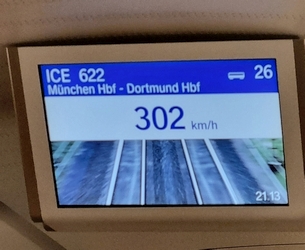 ICE 622 26
München Hbf - Dortmund Hbf
302 km/h
21:13